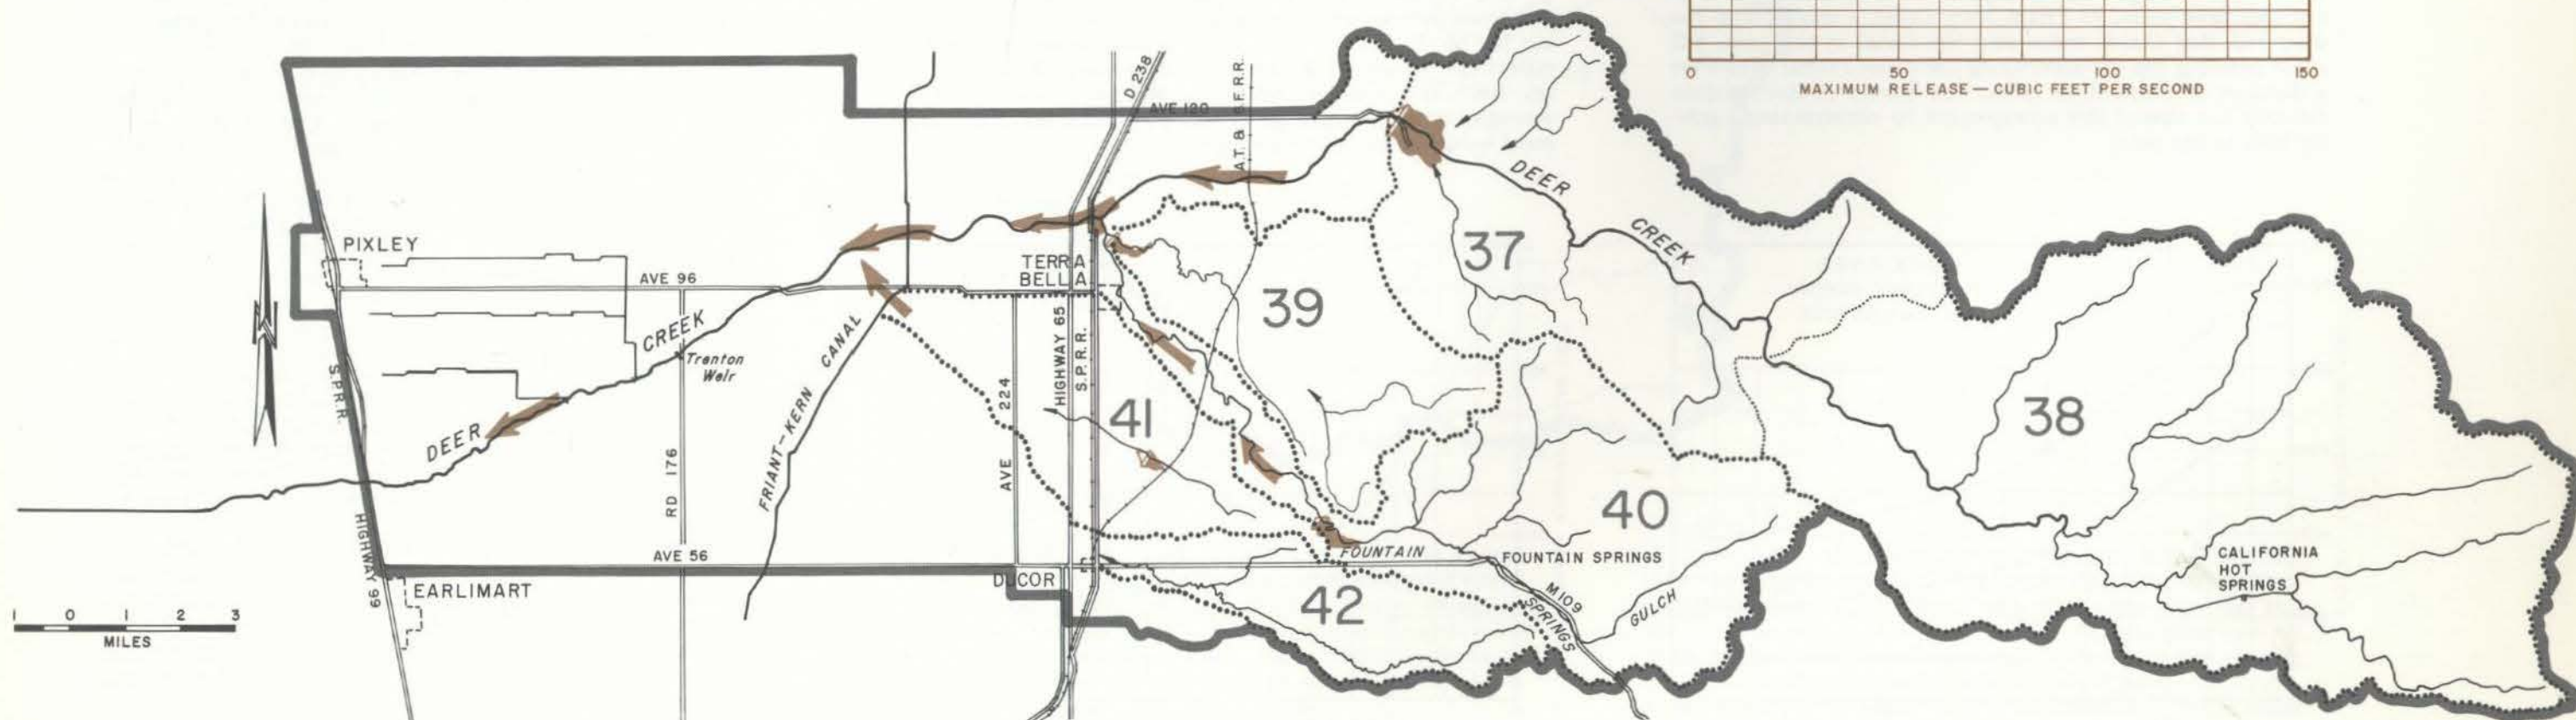 0 50 100 150
MAXIMUM RELEASE — CUBIC FEET PER SECOND
D 238
A.T. & S.F. R.R.
AVE 120
DEER
CREEK
PIXLEY
TERRA
BELLA
AVE 96
37
39
38
N
CREEK
Trenton
Weir
FRIANT-KERN CANAL
HIGHWAY 65
S.P.R.R.
S.P.R.R.
AVE 224
41
DEER
RD 176
40
HIGHWAY 99
AVE 56
FOUNTAIN
FOUNTAIN SPRINGS
CALIFORNIA
HOT
SPRINGS
EARLIMART
DUCOR
42
M109
SPRINGS
GULCH
1 0 1 2 3
MILES